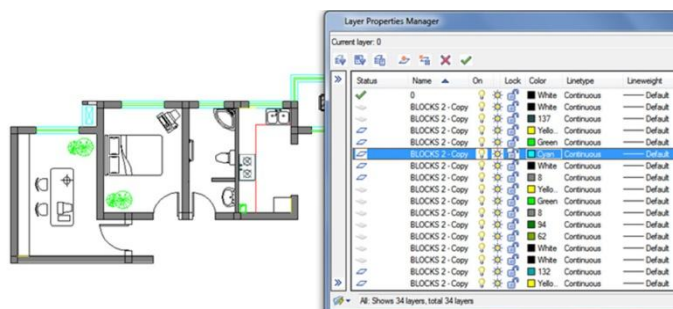 Layer Properties Manager
Current layer: 0
Status Name On Lock Color Linetype Lineweight
0 White Continuous Default
BLOCKS 2 - Copy White Continuous Default
BLOCKS 2 - Copy 137 Continuous Default
BLOCKS 2 - Copy Yello... Continuous Default
BLOCKS 2 - Copy Green Continuous Default
BLOCKS 2 - Copy Cyan Continuous Default
BLOCKS 2 - Copy White Continuous Default
BLOCKS 2 - Copy 8 Continuous Default
BLOCKS 2 - Copy Yello... Continuous Default
BLOCKS 2 - Copy Green Continuous Default
BLOCKS 2 - Copy 8 Continuous Default
BLOCKS 2 - Copy 94 Continuous Default
BLOCKS 2 - Copy 62 Continuous Default
BLOCKS 2 - Copy White Continuous Default
BLOCKS 2 - Copy White Continuous Default
BLOCKS 2 - Copy 132 Continuous Default
BLOCKS 2 - Copy Yello... Continuous Default
All: Shows 34 layers, total 34 layers